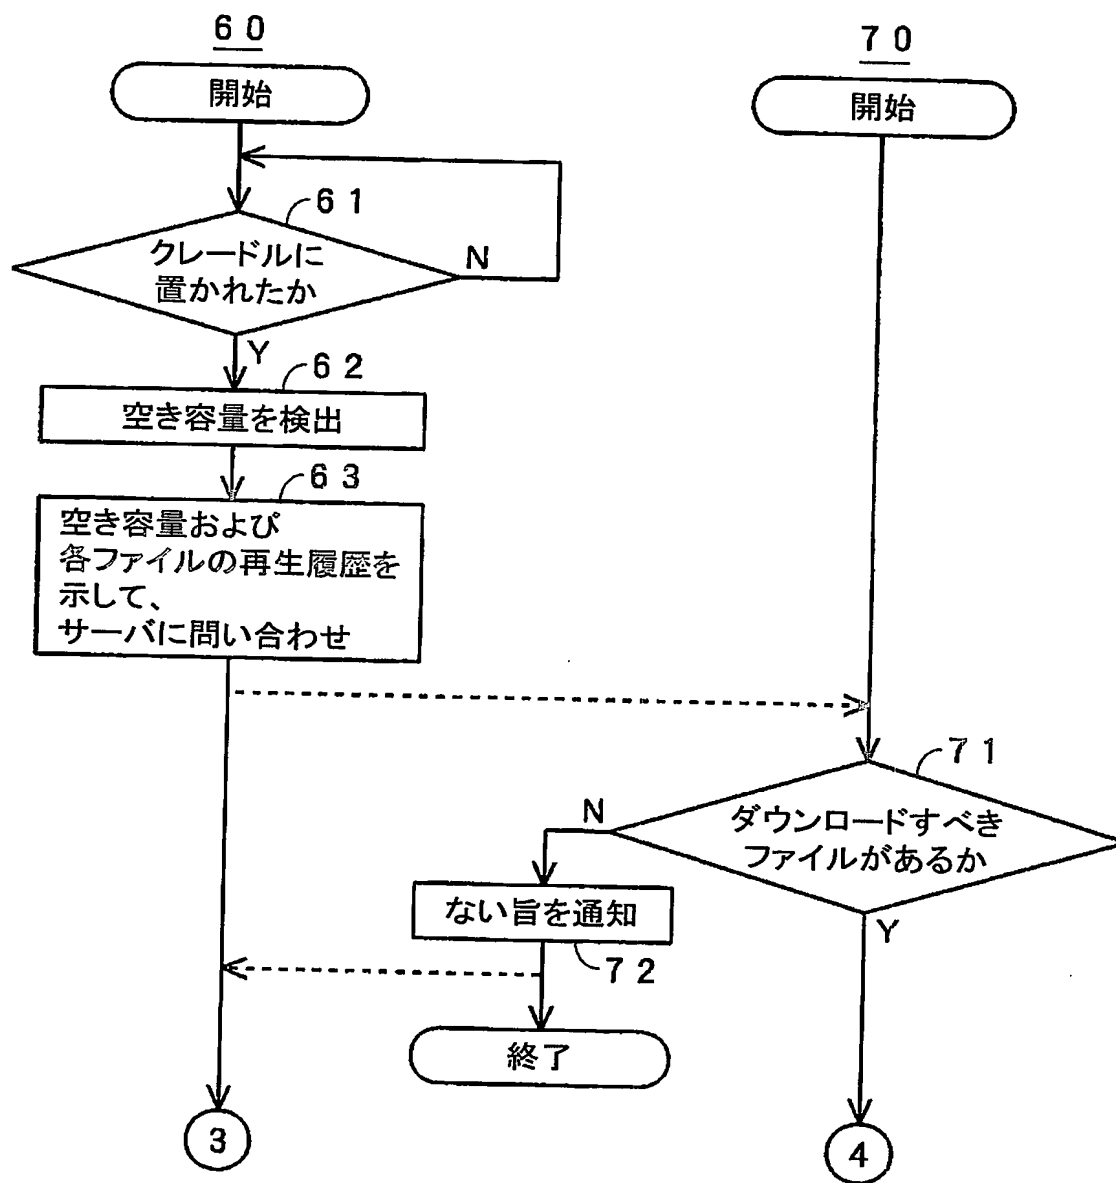 60
開始
61
クレードルに
置かれたか
N
Y
62
空き容量を検出
63
空き容量および
各ファイルの再生履歴を
示して、
サーバに問い合わせ
3
70
開始
71
ダウンロードすべき
ファイルがあるか
N
Y
ない旨を通知
72
終了
4